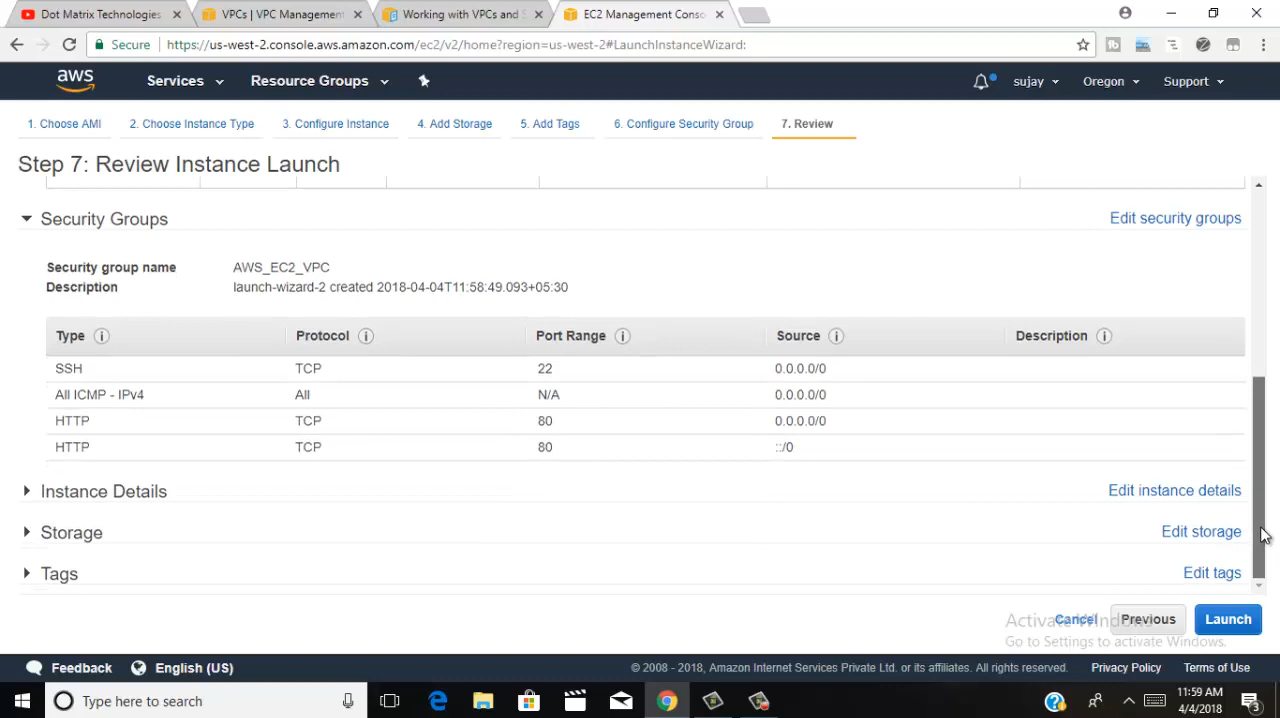 Dot Matrix Technologies
VPCs | VPC Management
Working with VPCs and S
EC2 Management Conso
Secure https://us-west-2.console.aws.amazon.com/ec2/v2/home?region=us-west-2#LaunchInstanceWizard:
aws Services Resource Groups sujay Oregon Support
1. Choose AMI 2. Choose Instance Type 3. Configure Instance 4. Add Storage 5. Add Tags 6. Configure Security Group 7. Review
Step 7: Review Instance Launch
Security Groups Edit security groups
Security group name AWS_EC2_VPC
Description launch-wizard-2 created 2018-04-04T11:58:49.093+05:30
Type i Protocol i Port Range i Source i Description i
SSH TCP 22 0.0.0.0/0
All ICMP - IPv4 All N/A 0.0.0.0/0
HTTP TCP 80 0.0.0.0/0
HTTP TCP 80 ::/0
Instance Details Edit instance details
Storage Edit storage
Tags Edit tags
Cancel Previous Launch
Activate Windows
Go to Settings to activate Windows.
Feedback English (US) © 2008 - 2018, Amazon Internet Services Private Ltd. or its affiliates. All rights reserved. Privacy Policy Terms of Use
Type here to search
11:59 AM
4/4/2018
3